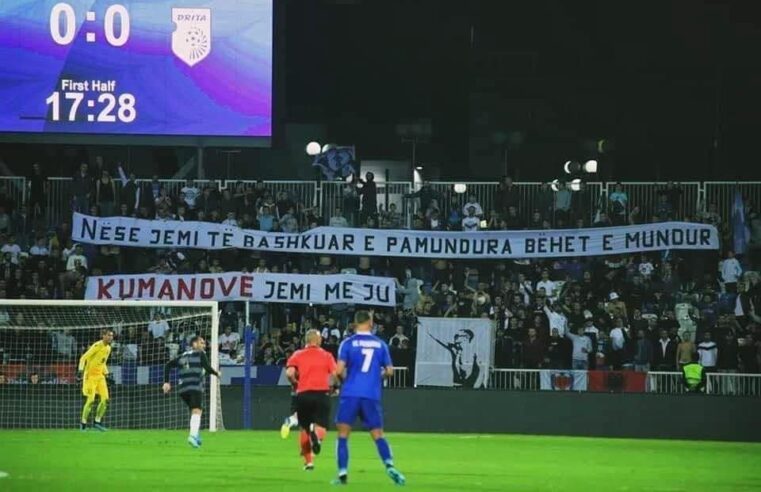 0:0
DRITA
First Half
17:28
NËSE JEMI TË BASHKUAR E PAMUNDURA BËHET E MUNDUR
KUMANOVË JEMI ME JU
7